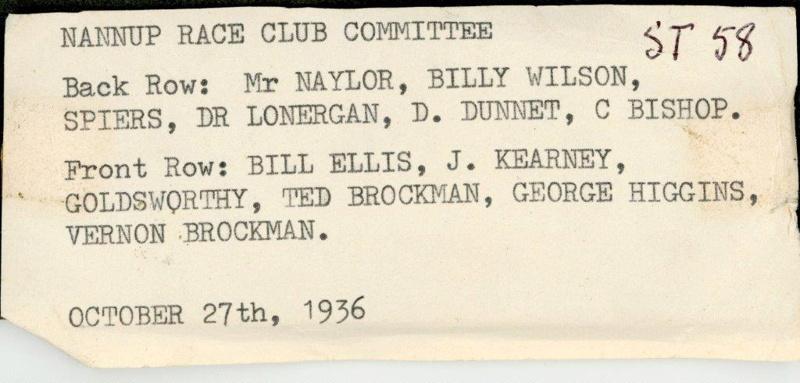 NANNUP RACE CLUB COMMITTEE
ST 58
Back Row: Mr NAYLOR, BILLY WILSON,
SPIERS, DR LONERGAN, D. DUNNET, C BISHOP.
Front Row: BILL ELLIS, J. KEARNEY,
GOLDSWORTHY, TED BROCKMAN, GEORGE HIGGINS,
VERNON BROCKMAN.
OCTOBER 27th, 1936